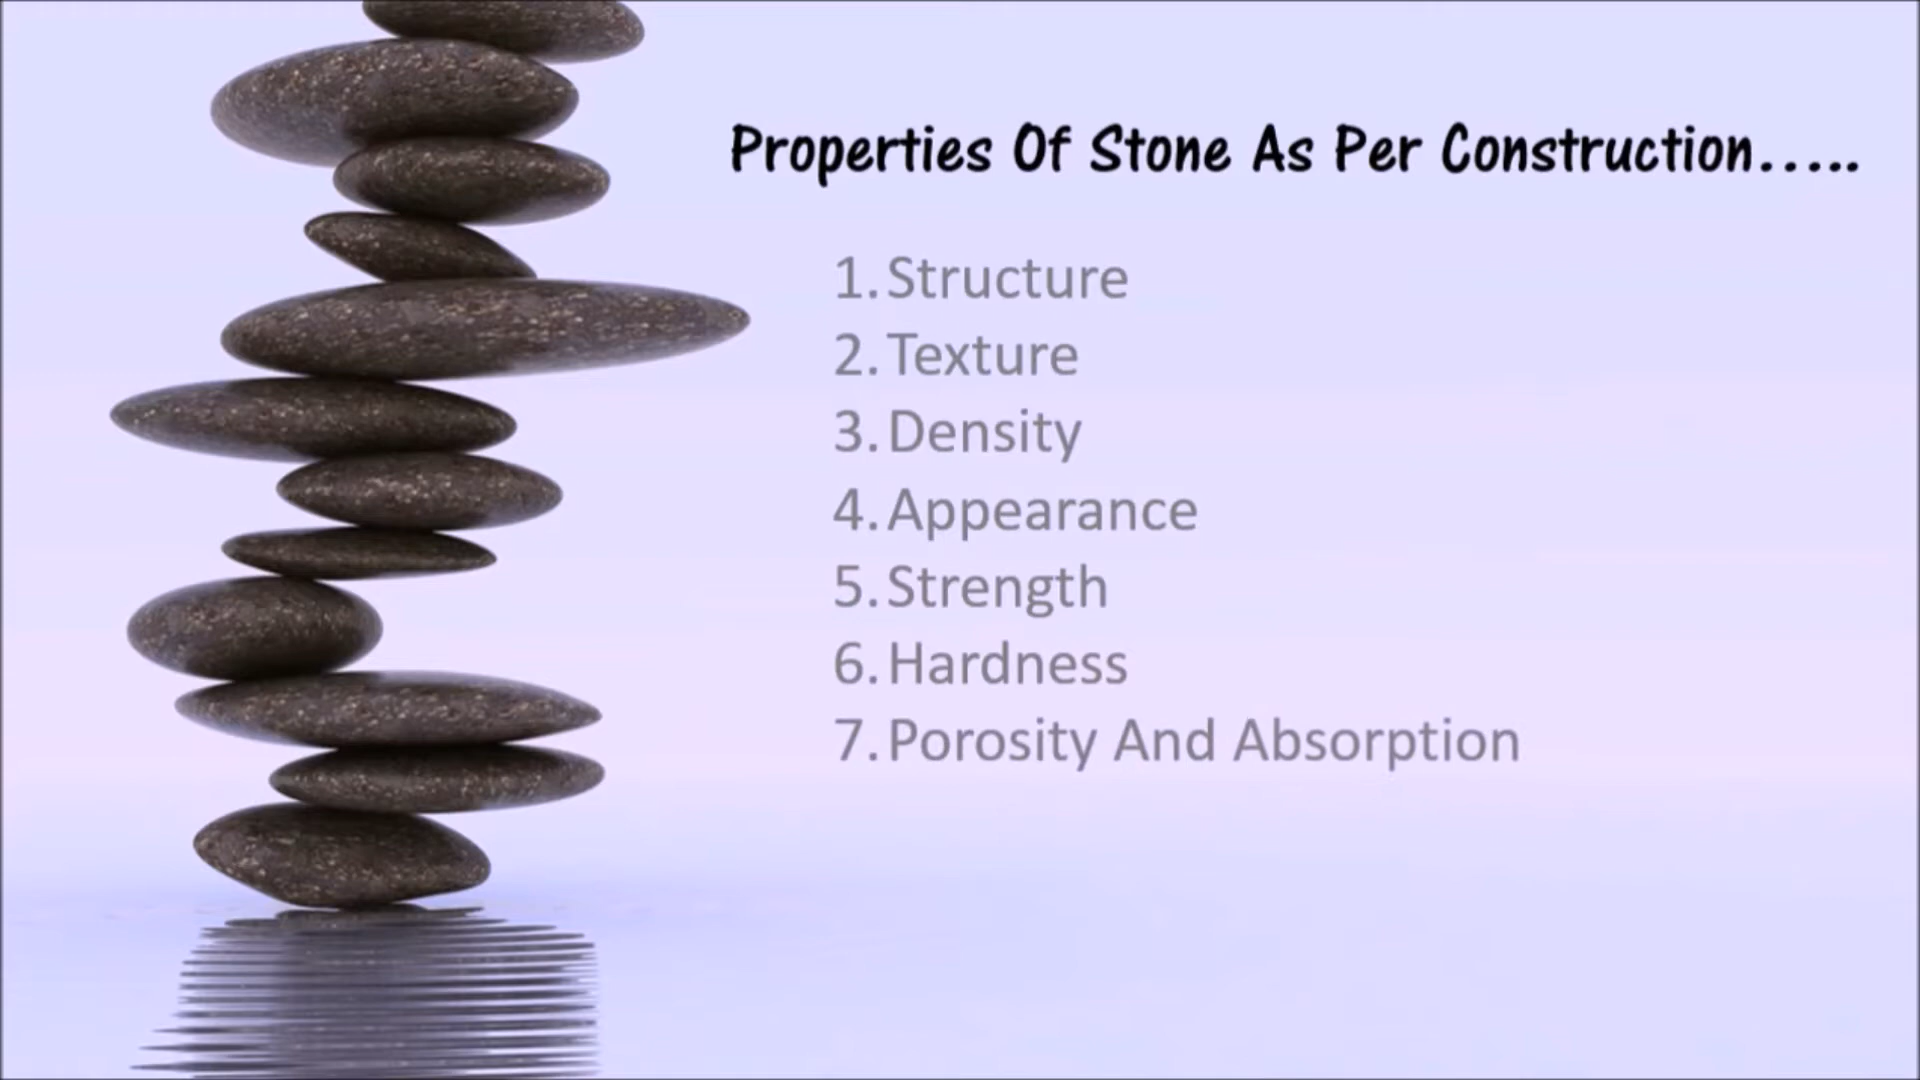 Properties Of Stone As Per Construction.....
1. Structure
2. Texture
3. Density
4. Appearance
5. Strength
6. Hardness
7. Porosity And Absorption